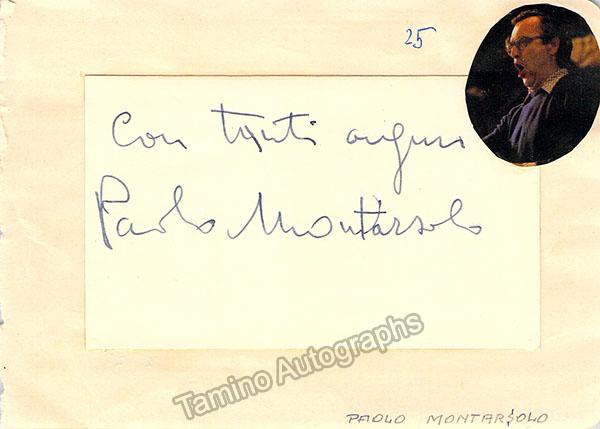 25
Con tanti auguri
Paolo Montarsolo
Tamino Autographs
PAOLO MONTARSOLO